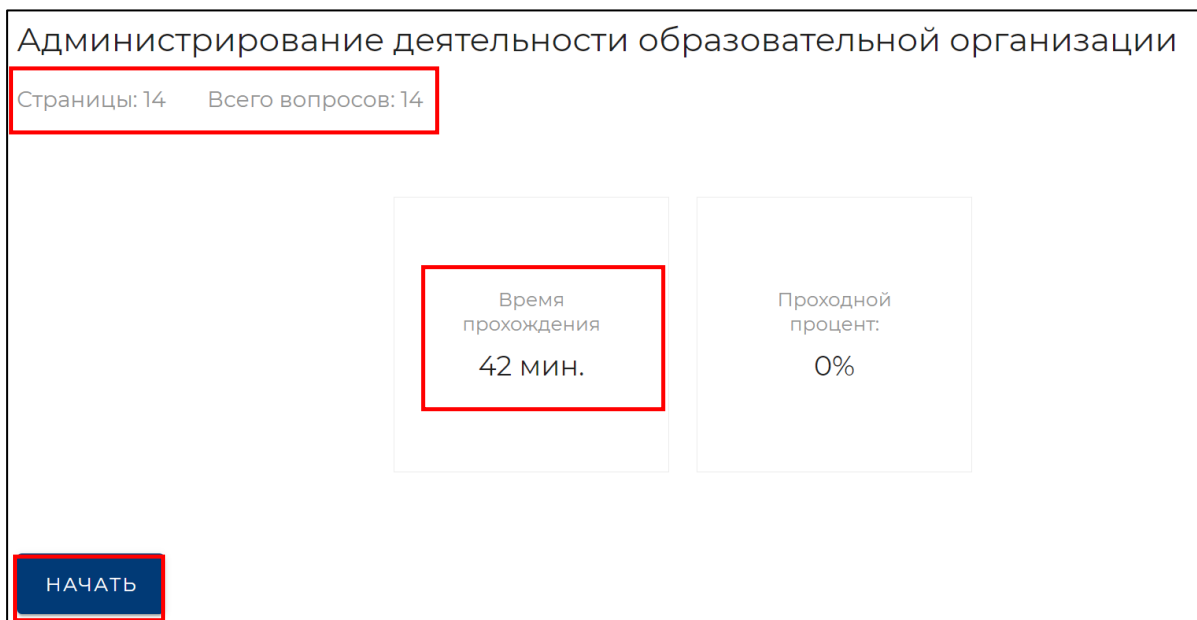 Администрирование деятельности образовательной организации
Страницы: 14 Всего вопросов: 14
Время
прохождения
42 мин.
Проходной
процент:
0%
НАЧАТЬ